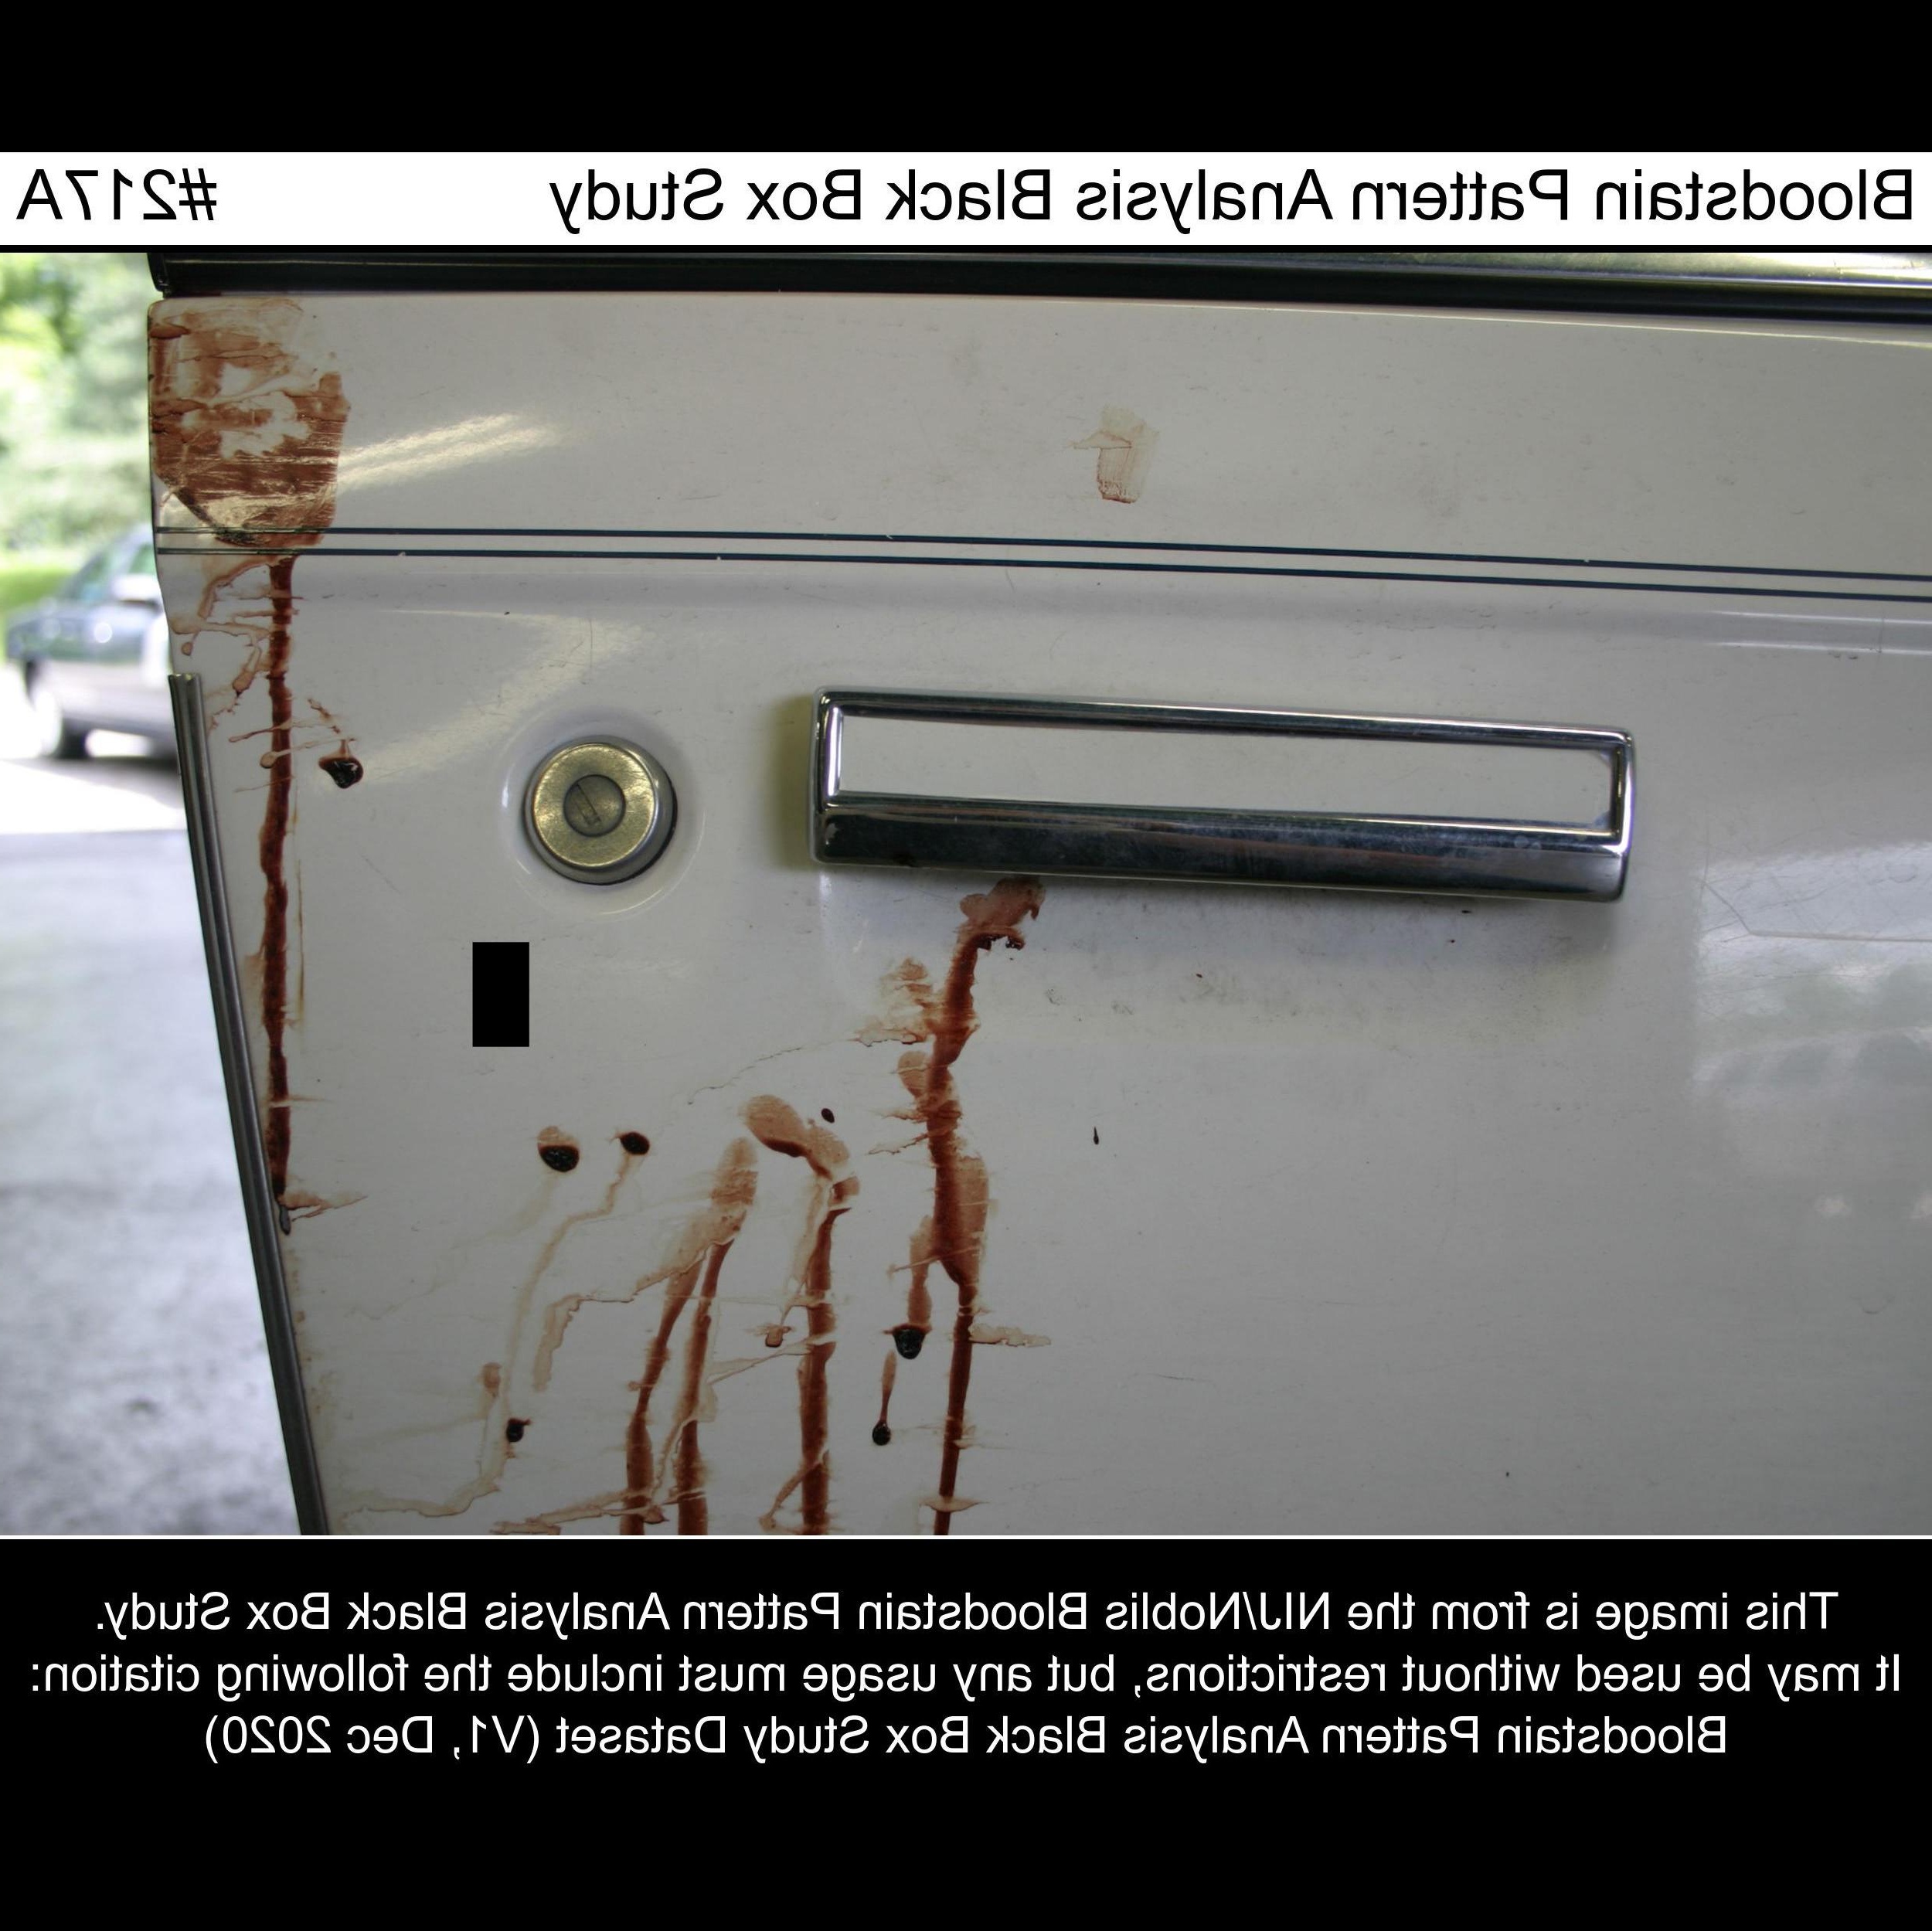 Bloodstain Pattern Analysis Black Box Study #217A
This image is from the NIJ/Noblis Bloodstain Pattern Analysis Black Box Study.
It may be used without restrictions, but any usage must include the following citation:
Bloodstain Pattern Analysis Black Box Study Dataset (V1, Dec 2020)